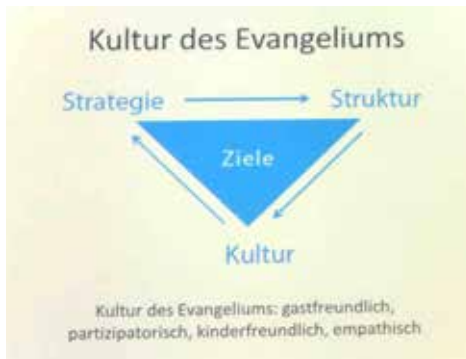 Kultur des Evangeliums
Strategie Struktur
Ziele
Kultur
Kultur des Evangeliums: gastfreundlich,
partizipatorisch, kinderfreundlich, empathisch